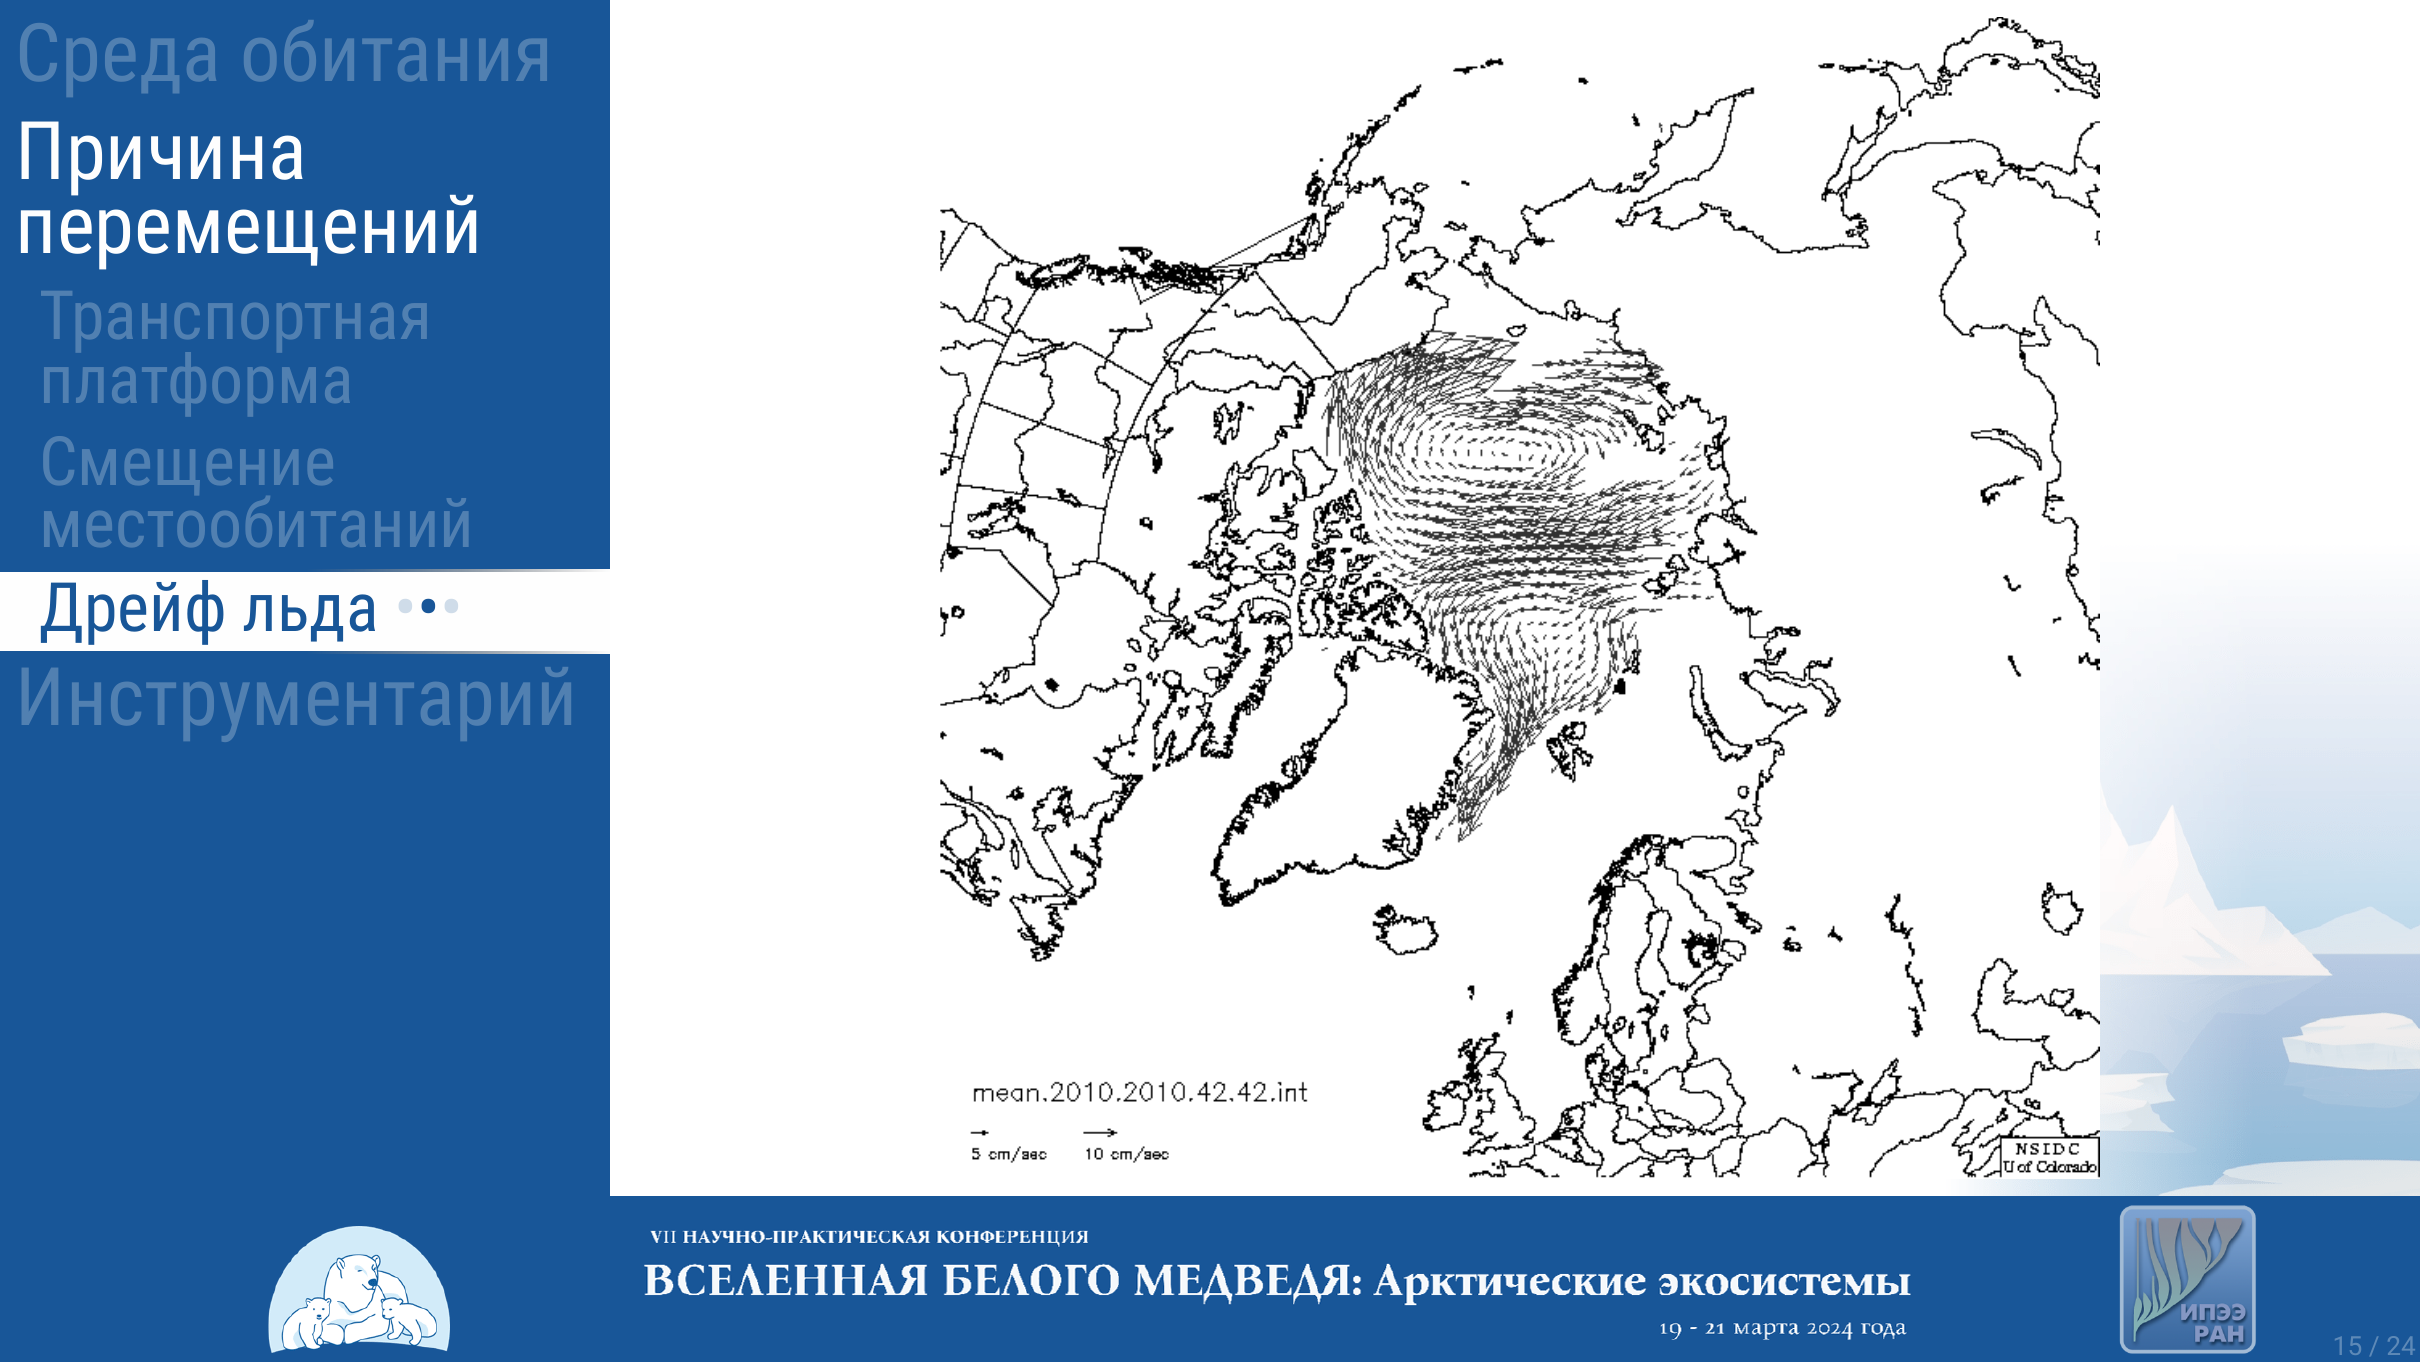 Среда обитания
Причина
перемещений
Транспортная
платформа
Смещение
местообитаний
Дрейф льда
Инструментарий
mean.2010.2010.42.42.int
5 cm/sec
10 cm/sec
NSIDC
U of Colorado
VII НАУЧНО-ПРАКТИЧЕСКАЯ КОНФЕРЕНЦИЯ
ВСЕЛЕННАЯ БЕЛОГО МЕДВЕДЯ: Арктические экосистемы
19 - 21 марта 2024 года
ИПЭЭ
РАН
15 / 24